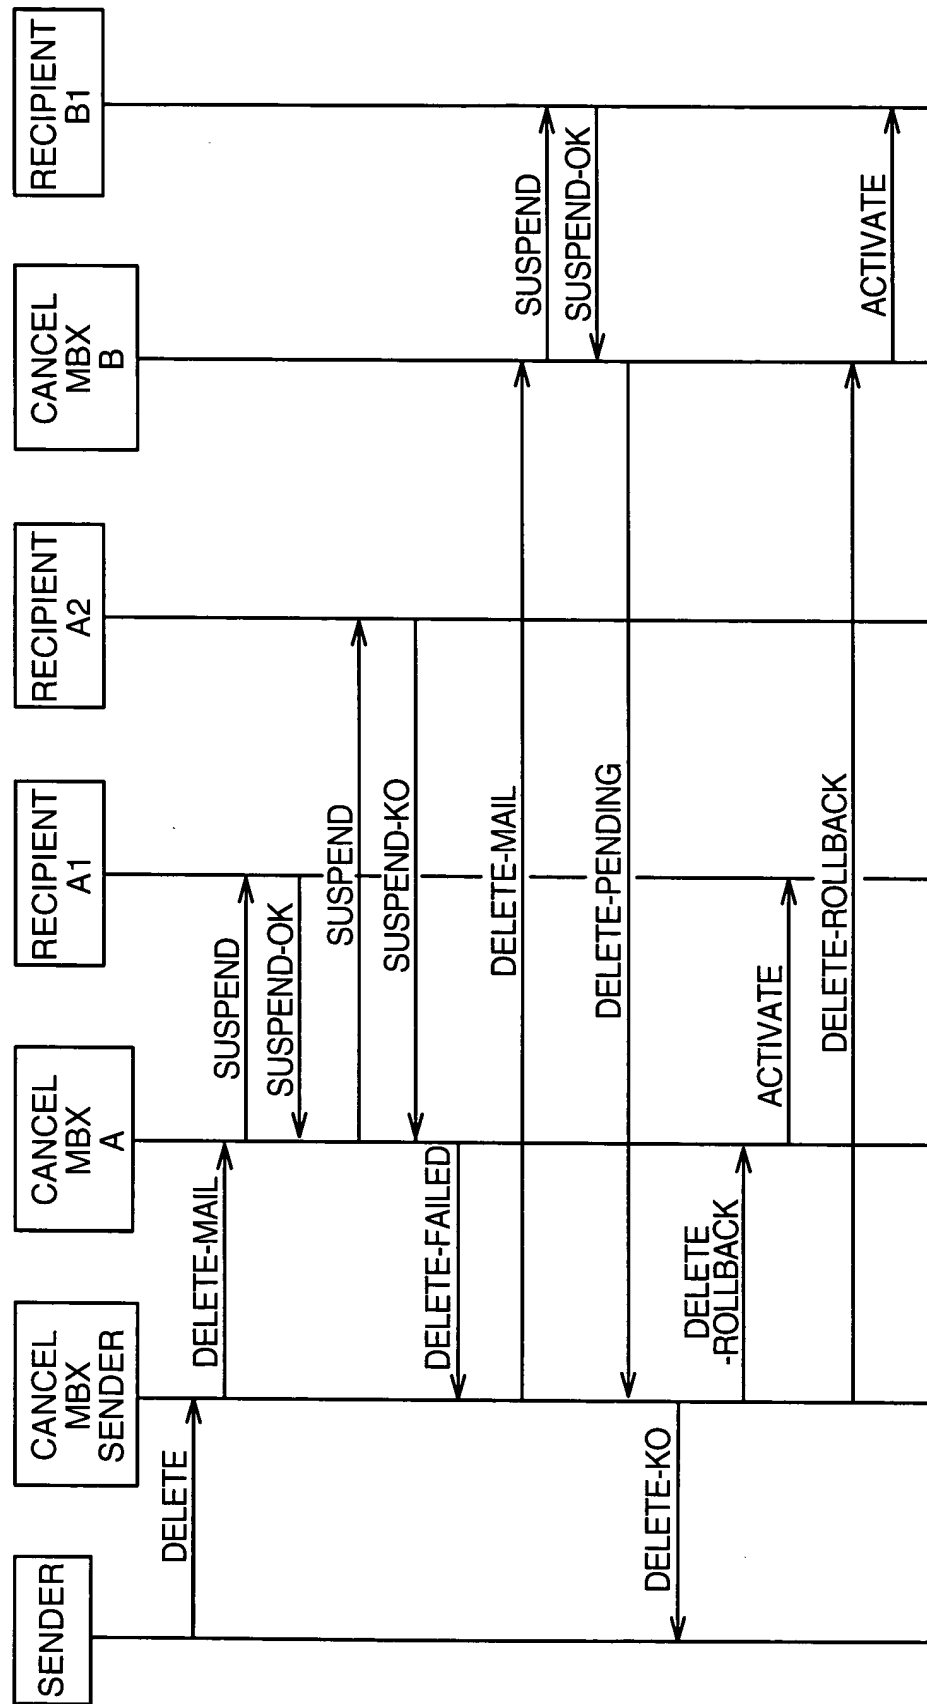 SENDER
CANCEL
MBX
SENDER
CANCEL
MBX
A
RECIPIENT
A1
RECIPIENT
A2
CANCEL
MBX
B
RECIPIENT
B1
DELETE
DELETE-MAIL
SUSPEND
SUSPEND-OK
SUSPEND
SUSPEND-KO
DELETE-FAILED
DELETE-MAIL
SUSPEND
SUSPEND-OK
DELETE-PENDING
DELETE-KO
DELETE
-ROLLBACK
ACTIVATE
DELETE-ROLLBACK
ACTIVATE